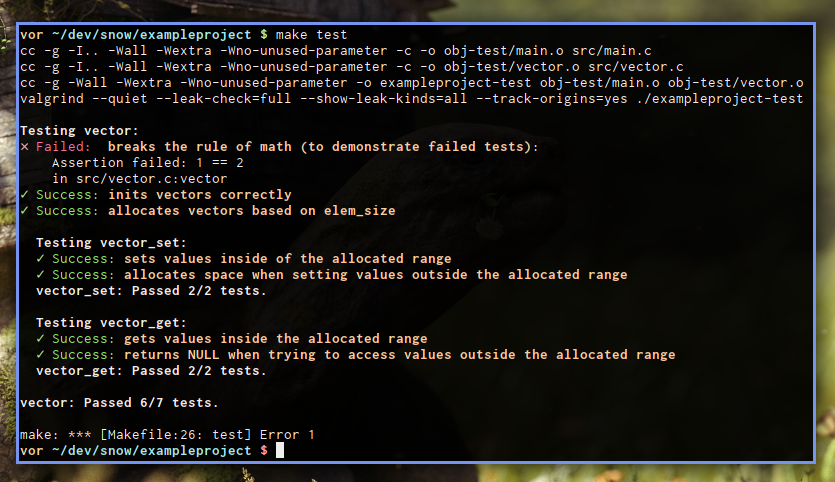 vor ~/dev/snow/exampleproject $ make test
cc -g -I.. -Wall -Wextra -Wno-unused-parameter -c -o obj-test/main.o src/main.c
cc -g -I.. -Wall -Wextra -Wno-unused-parameter -c -o obj-test/vector.o src/vector.c
cc -g -Wall -Wextra -Wno-unused-parameter -o exampleproject-test obj-test/main.o obj-test/vector.o
valgrind --quiet --leak-check=full --show-leak-kinds=all --track-origins=yes ./exampleproject-test

Testing vector:
✕ Failed:  breaks the rule of math (to demonstrate failed tests):
    Assertion failed: 1 == 2
    in src/vector.c:vector
✓ Success: inits vectors correctly
✓ Success: allocates vectors based on elem_size

  Testing vector_set:
  ✓ Success: sets values inside of the allocated range
  ✓ Success: allocates space when setting values outside the allocated range
  vector_set: Passed 2/2 tests.

  Testing vector_get:
  ✓ Success: gets values inside the allocated range
  ✓ Success: returns NULL when trying to access values outside the allocated range
  vector_get: Passed 2/2 tests.

vector: Passed 6/7 tests.

make: *** [Makefile:26: test] Error 1
vor ~/dev/snow/exampleproject $